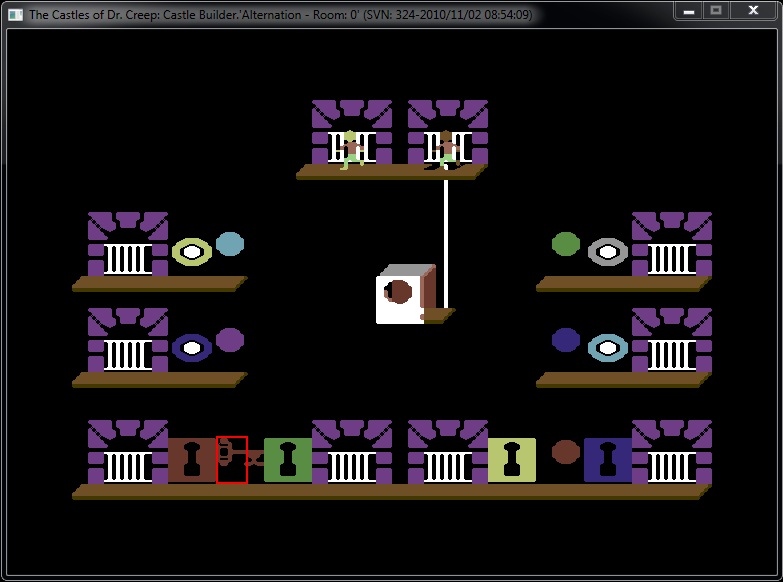 The Castles of Dr. Creep: Castle Builder.'Alternation - Room: 0' (SVN: 324-2010/11/02 08:54:09)